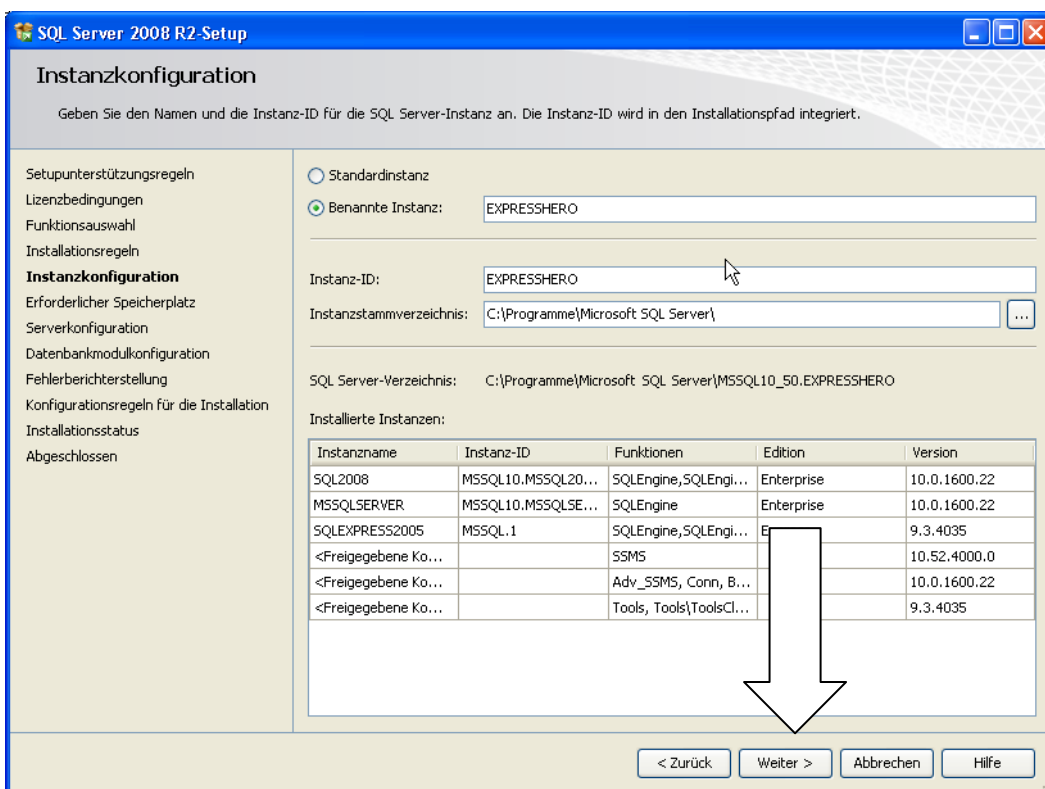 SQL Server 2008 R2-Setup
Instanzkonfiguration
Geben Sie den Namen und die Instanz-ID für die SQL Server-Instanz an. Die Instanz-ID wird in den Installationspfad integriert.
Setupunterstützungsregeln
Lizenzbedingungen
Funktionsauswahl
Installationsregeln
Instanzkonfiguration
Erforderlicher Speicherplatz
Serverkonfiguration
Datenbankmodulkonfiguration
Fehlerberichterstellung
Konfigurationsregeln für die Installation
Installationsstatus
Abgeschlossen
Standardinstanz
Benannte Instanz: EXPRESSHERO
Instanz-ID: EXPRESSHERO
Instanzstammverzeichnis: C:\Programme\Microsoft SQL Server\ ...
SQL Server-Verzeichnis: C:\Programme\Microsoft SQL Server\MSSQL10_50.EXPRESSHERO
Installierte Instanzen:
Instanzname Instanz-ID Funktionen Edition Version
SQL2008 MSSQL10.MSSQL20... SQLEngine,SQLEngi... Enterprise 10.0.1600.22
MSSQLSERVER MSSQL10.MSSQLSE... SQLEngine Enterprise 10.0.1600.22
SQLEXPRESS2005 MSSQL.1 SQLEngine,SQLEngi... 9.3.4035
<Freigegebene Ko... SSMS 10.52.4000.0
<Freigegebene Ko... Adv_SSMS, Conn, B... 10.0.1600.22
<Freigegebene Ko... Tools, Tools\ToolsCl... 9.3.4035
< Zurück Weiter > Abbrechen Hilfe